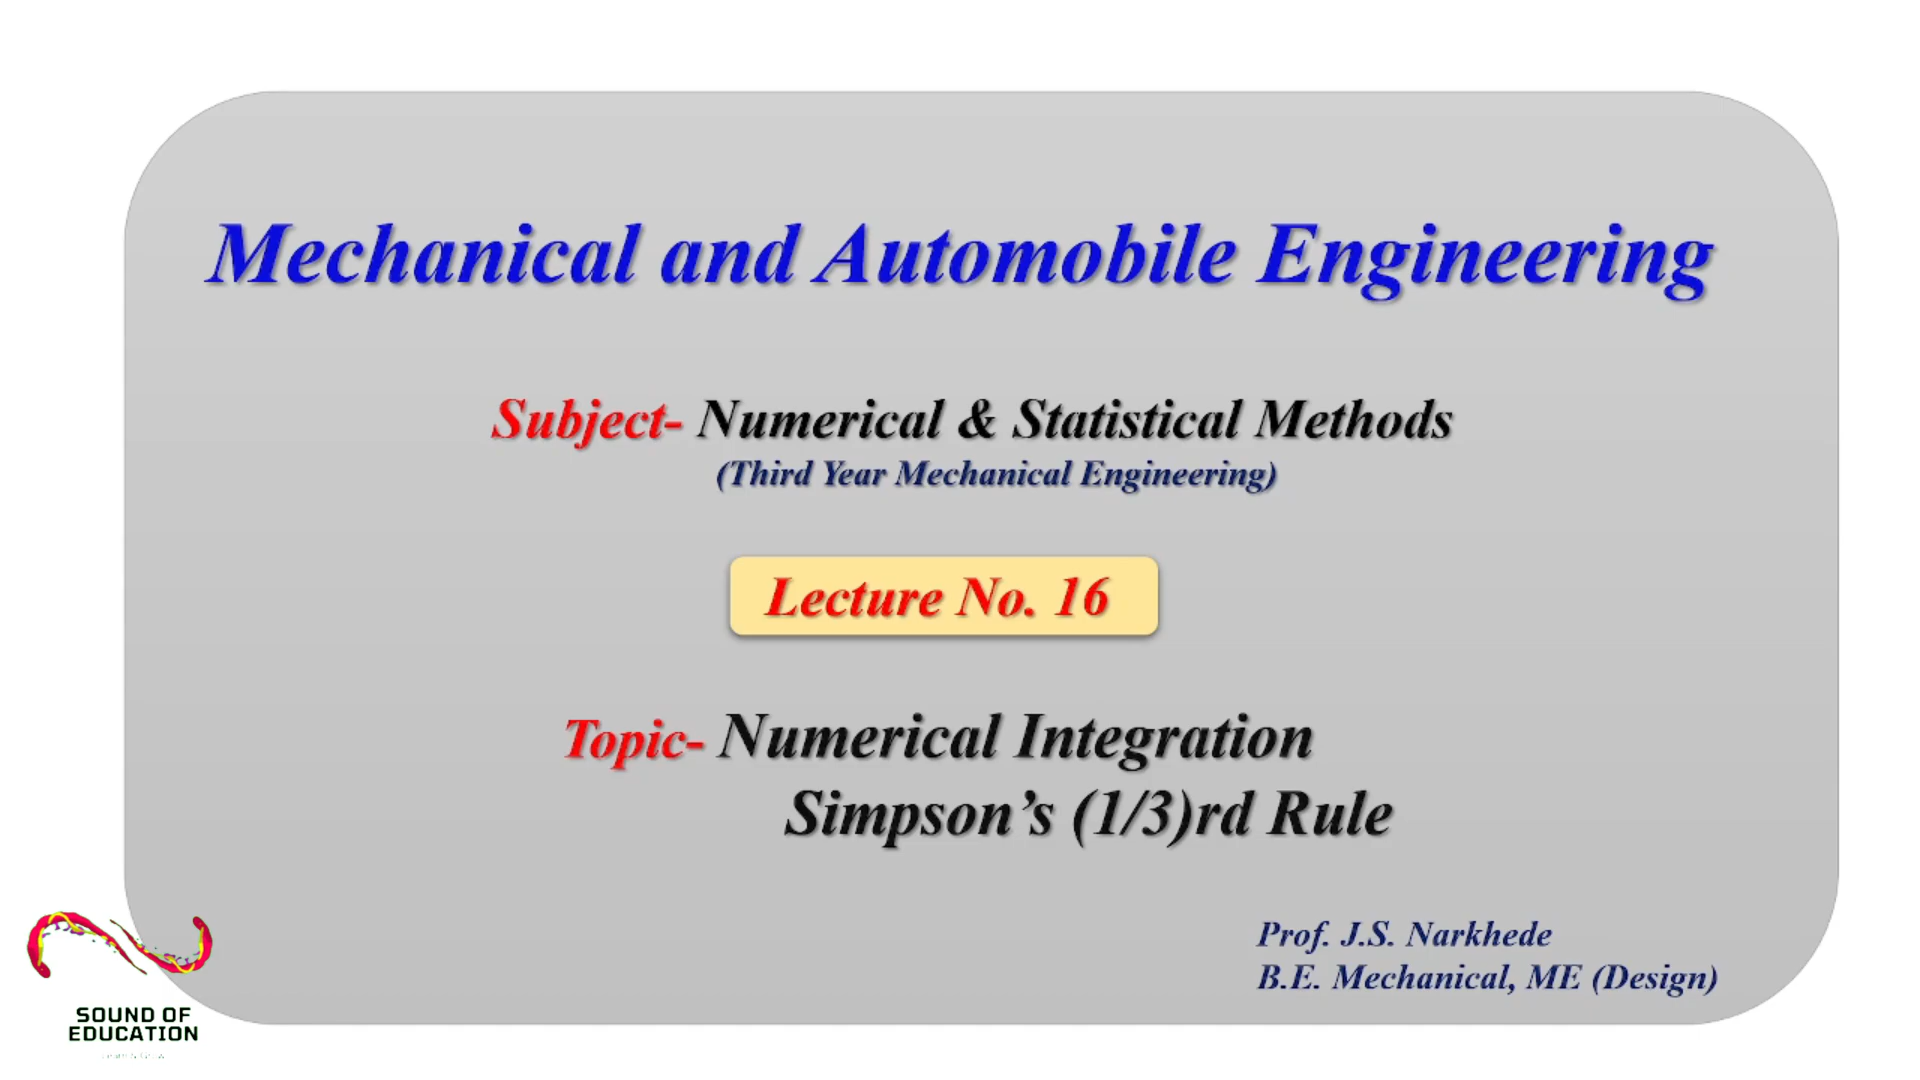 Mechanical and Automobile Engineering
Subject- Numerical & Statistical Methods
(Third Year Mechanical Engineering)
Lecture No. 16
Topic- Numerical Integration
Simpson’s (1/3)rd Rule
Prof. J.S. Narkhede
B.E. Mechanical, ME (Design)
SOUND OF
EDUCATION